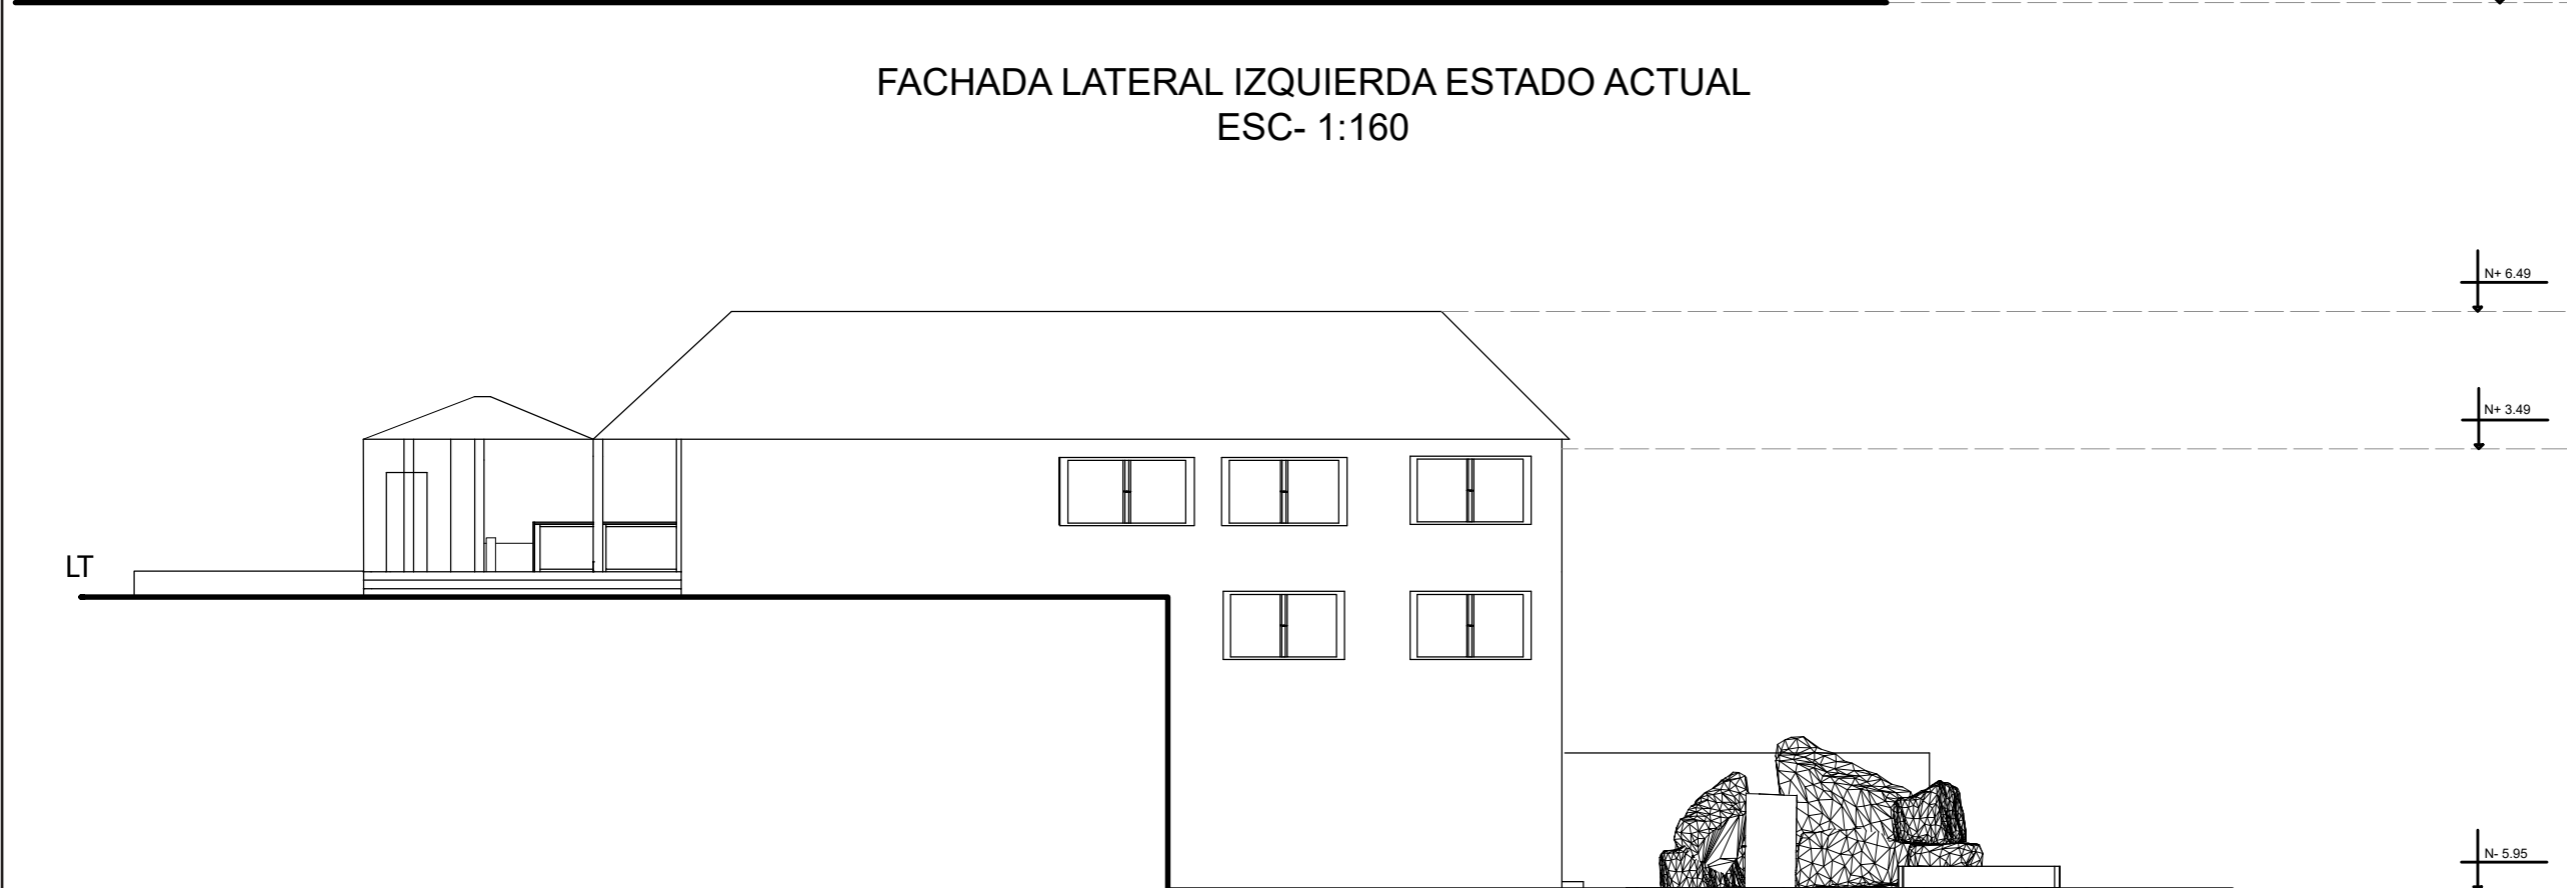 FACHADA LATERAL IZQUIERDA ESTADO ACTUAL
ESC- 1:160
N+ 6.49
N+ 3.49
LT
N- 5.95